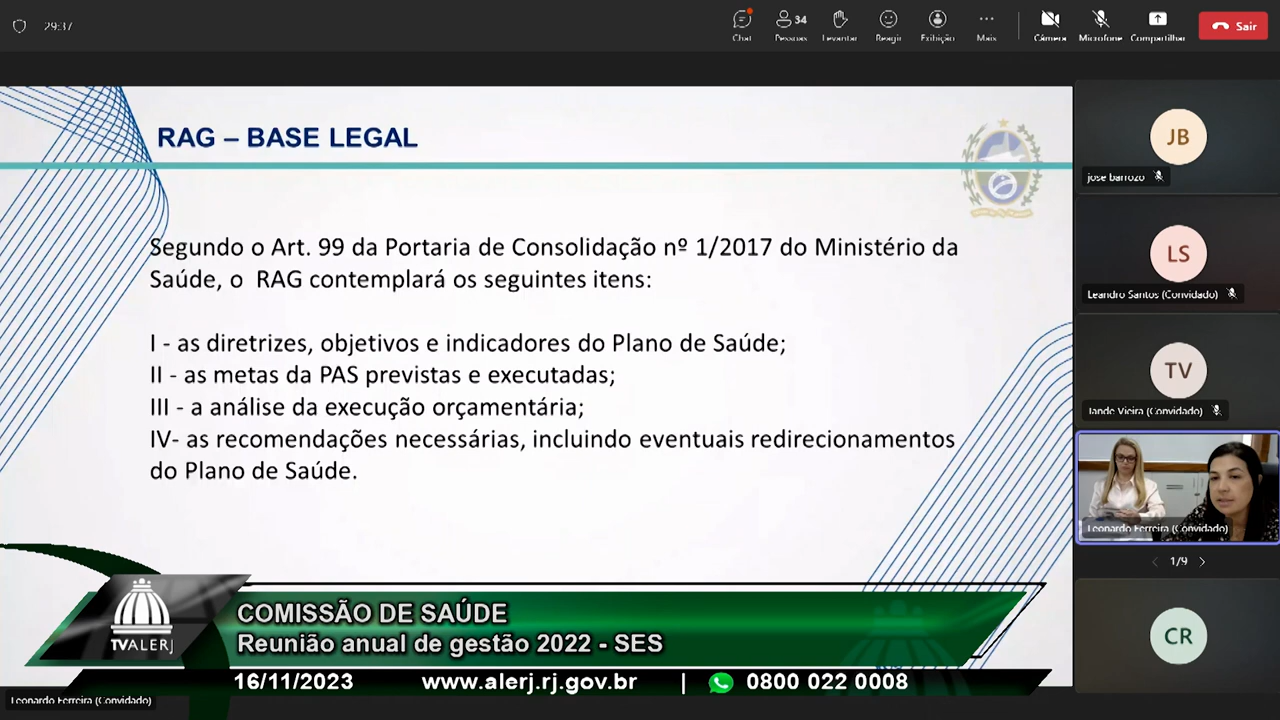 29:37
Chat
34
Pessoas
Levantar
Reagir
Exibição
Mais
Câmera
Microfone
Compartilhar
Sair
RAG – BASE LEGAL
Segundo o Art. 99 da Portaria de Consolidação nº 1/2017 do Ministério da
Saúde, o RAG contemplará os seguintes itens:
I - as diretrizes, objetivos e indicadores do Plano de Saúde;
II - as metas da PAS previstas e executadas;
III - a análise da execução orçamentária;
IV- as recomendações necessárias, incluindo eventuais redirecionamentos
do Plano de Saúde.
JB
jose barrozo
LS
Leandro Santos (Convidado)
TV
Tande Vieira (Convidado)
Leonardo Ferreira (Convidado)
1/9
CR
TVALERJ
COMISSÃO DE SAÚDE
Reunião anual de gestão 2022 - SES
16/11/2023
www.alerj.rj.gov.br
|
0800 022 0008
Leonardo Ferreira (Convidado)